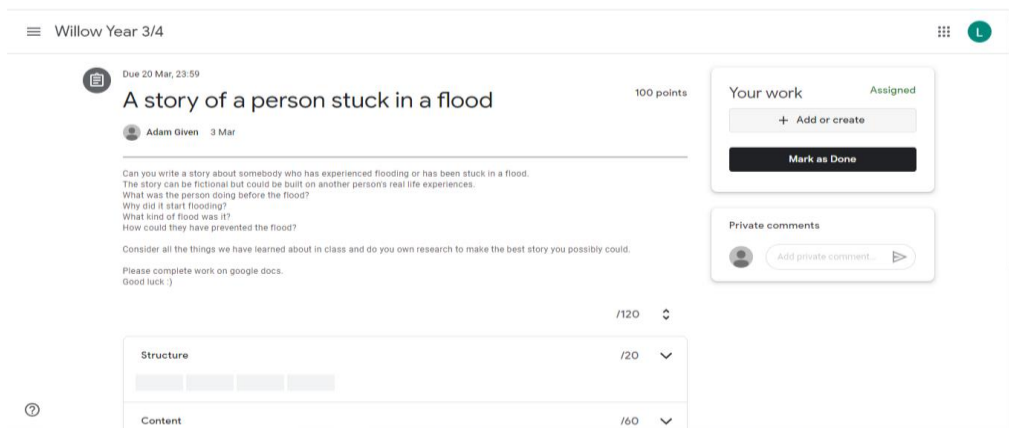 Willow Year 3/4
L
Due 20 Mar, 23:59
A story of a person stuck in a flood
100 points
Adam Given 3 Mar
Can you write a story about somebody who has experienced flooding or has been stuck in a flood.
The story can be fictional but could be built on another person's real life experiences.
What was the person doing before the flood?
Why did it start flooding?
What kind of flood was it?
How could they have prevented the flood?
Consider all the things we have learned about in class and do you own research to make the best story you possibily could.
Please complete work on google docs.
Good luck :)
/120
Structure /20
Content /60
Your work Assigned
+ Add or create
Mark as Done
Private comments
Add private comment...